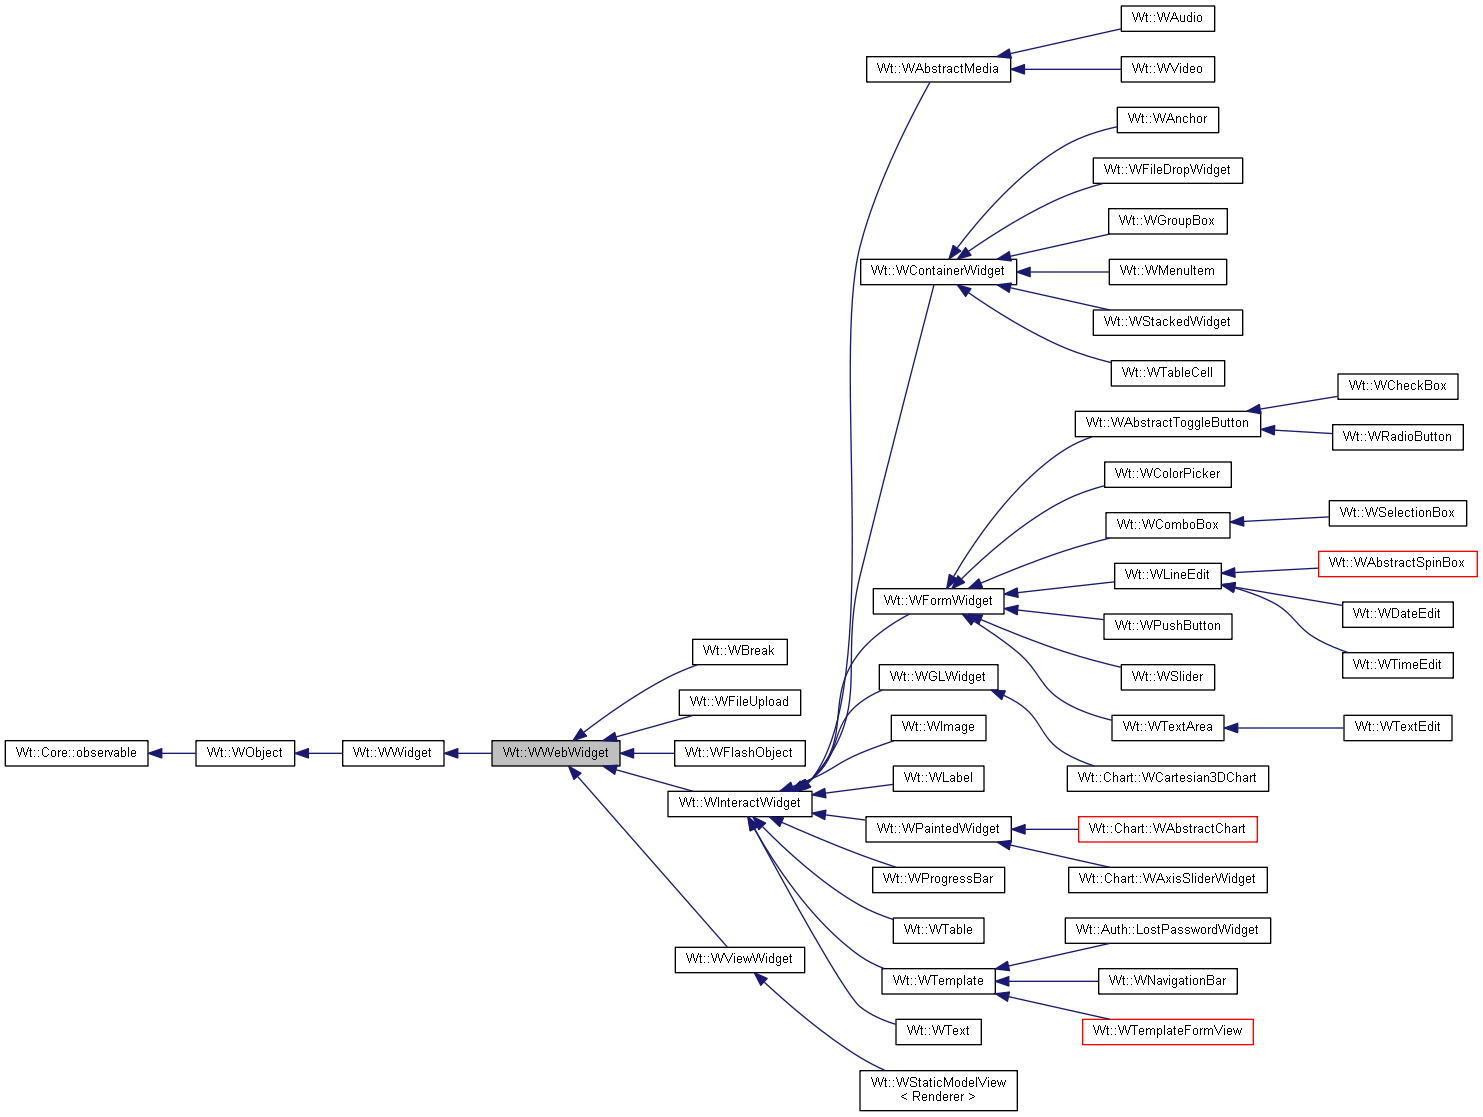 Wt::WAudio
Wt::WAbstractMedia
Wt::WVideo
Wt::WAnchor
Wt::WFileDropWidget
Wt::WGroupBox
Wt::WContainerWidget
Wt::WMenuItem
Wt::WStackedWidget
Wt::WTableCell
Wt::WCheckBox
Wt::WAbstractToggleButton
Wt::WRadioButton
Wt::WColorPicker
Wt::WSelectionBox
Wt::WComboBox
Wt::WAbstractSpinBox
Wt::WLineEdit
Wt::WFormWidget
Wt::WDateEdit
Wt::WPushButton
Wt::WBreak
Wt::WTimeEdit
Wt::WGLWidget
Wt::WSlider
Wt::WFileUpload
Wt::WImage
Wt::WTextArea
Wt::WTextEdit
Wt::Core::observable
Wt::WObject
Wt::WWidget
Wt::WWebWidget
Wt::WFlashObject
Wt::WLabel
Wt::Chart::WCartesian3DChart
Wt::WInteractWidget
Wt::WPaintedWidget
Wt::Chart::WAbstractChart
Wt::WProgressBar
Wt::Chart::WAxisSliderWidget
Wt::WTable
Wt::Auth::LostPasswordWidget
Wt::WViewWidget
Wt::WTemplate
Wt::WNavigationBar
Wt::WText
Wt::WTemplateFormView
Wt::WStaticModelView
< Renderer >